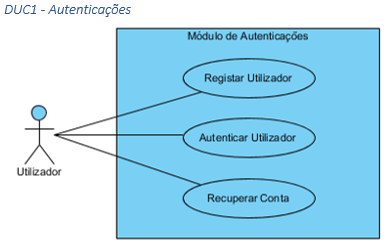 DUC1 - Autenticações
Módulo de Autenticações
Registar Utilizador
Autenticar Utilizador
Utilizador
Recuperar Conta